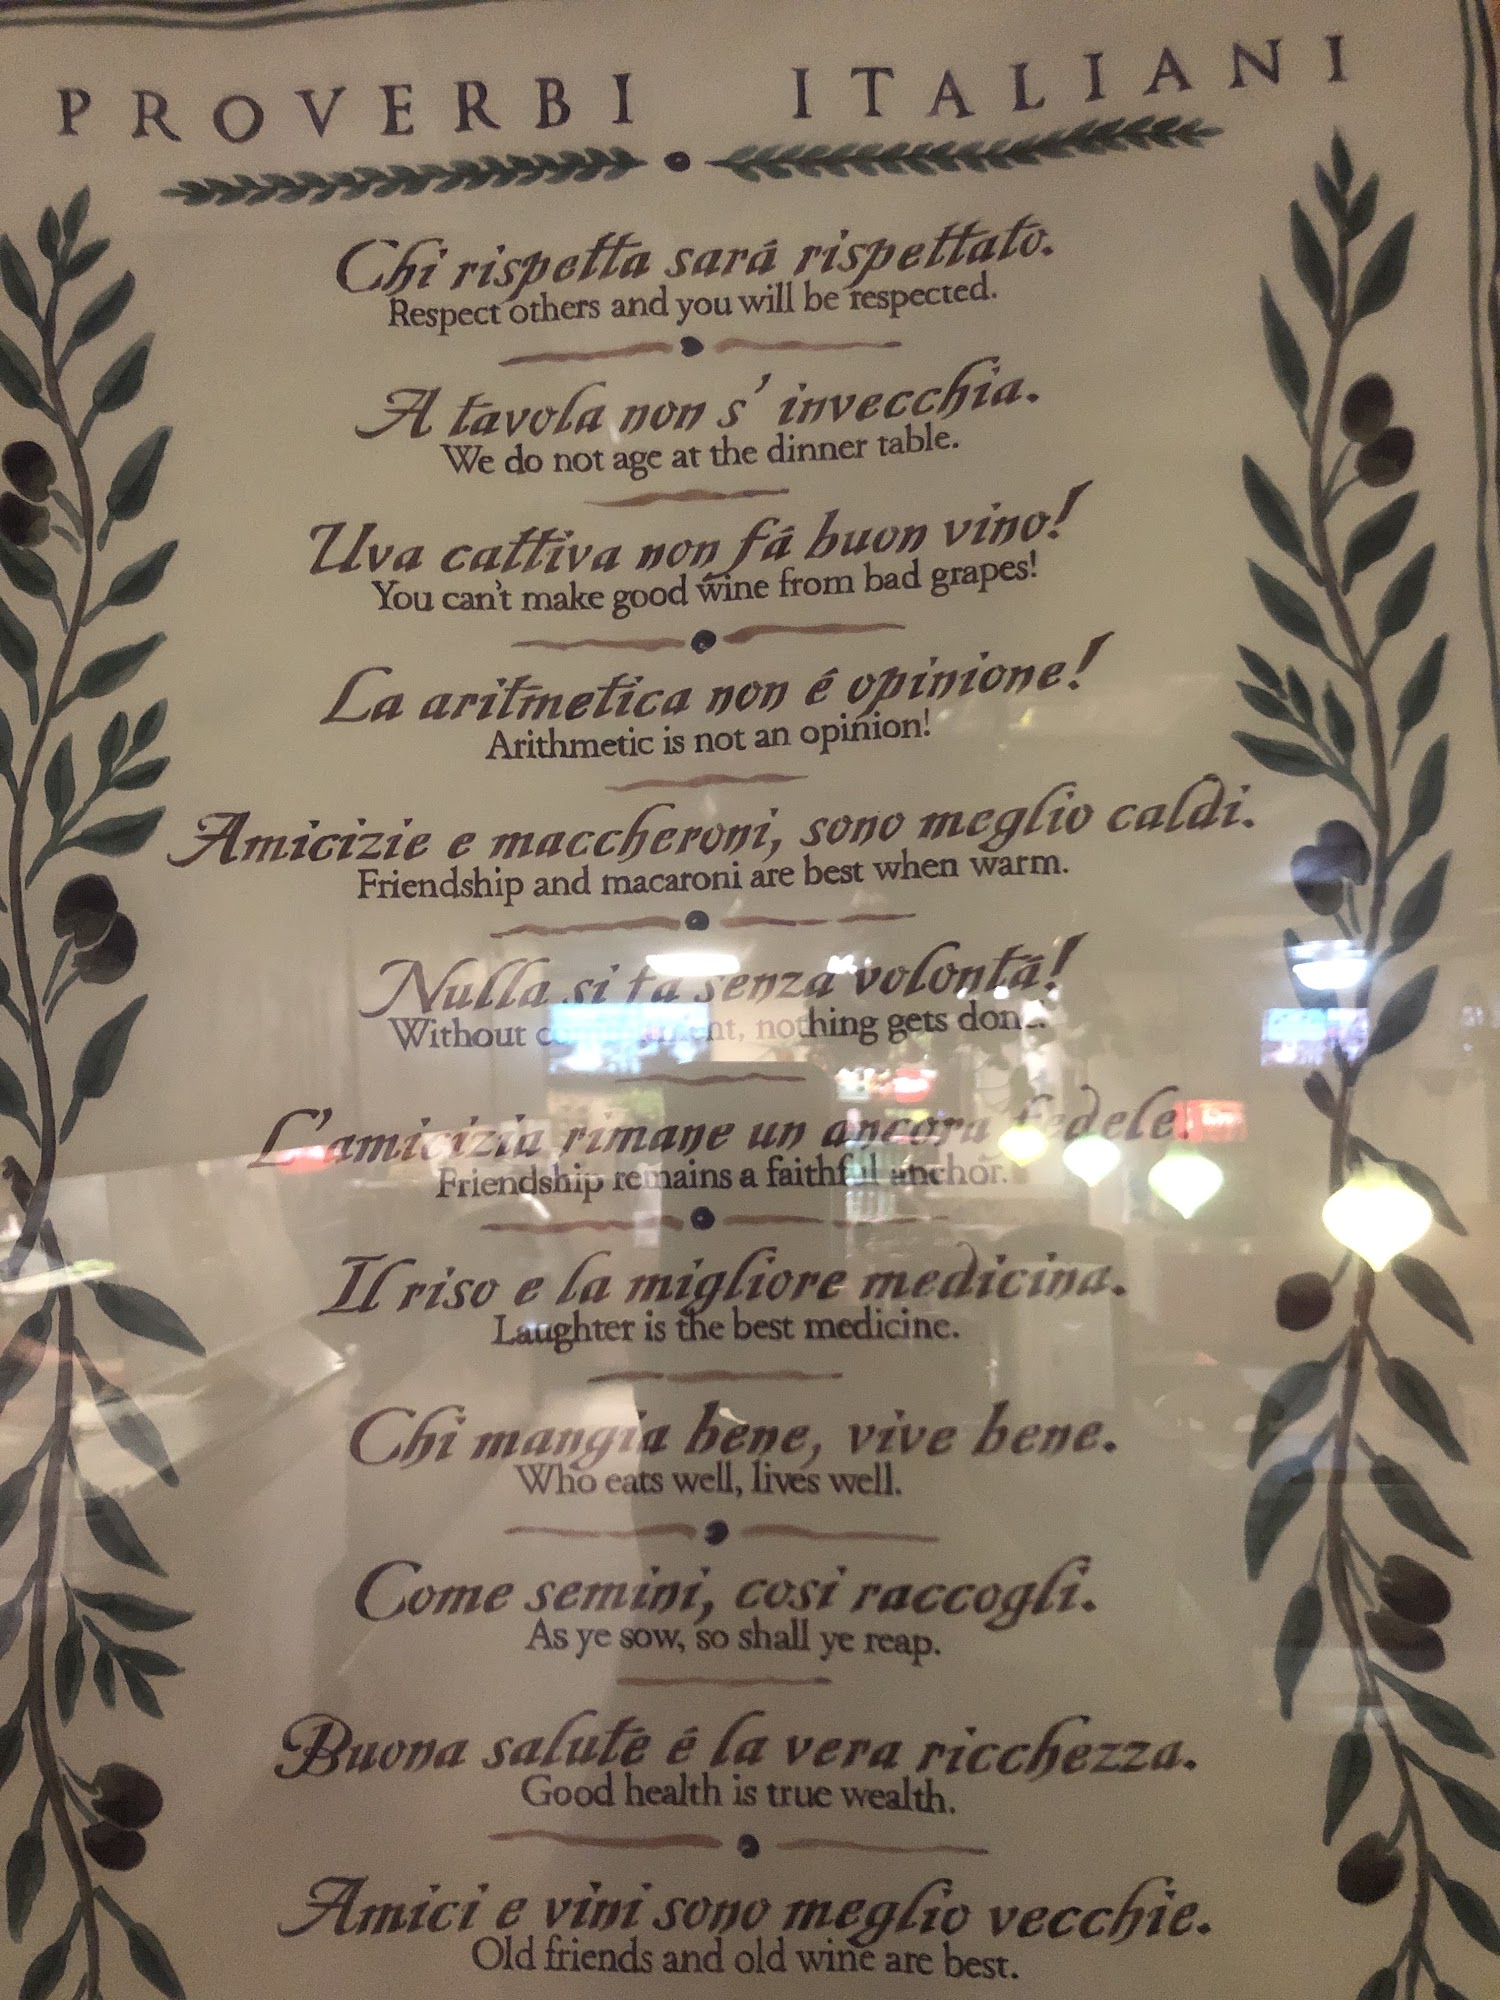 PROVERBI ITALIANI
Chi rispetta sará rispettato.
Respect others and you will be respected.
A tavola non s' invecchia.
We do not age at the dinner table.
Uva cattiva non fá buon vino!
You can't make good wine from bad grapes!
La aritmetica non é opinione!
Arithmetic is not an opinion!
Amicizie e maccheroni, sono meglio caldi.
Friendship and macaroni are best when warm.
Nulla si fa senza volontá!
Without nothing gets done.
L'amicizia rimane un ancora fedele.
Friendship remains a faithful anchor.
Il riso e la migliore medicina.
Laughter is the best medicine.
Chi mangia bene, vive bene.
Who eats well, lives well.
Come semini, cosi raccogli.
As ye sow, so shall ye reap.
Buona saluté é la vera ricchezza.
Good health is true wealth.
Amici e vini sono meglio vecchie.
Old friends and old wine are best.